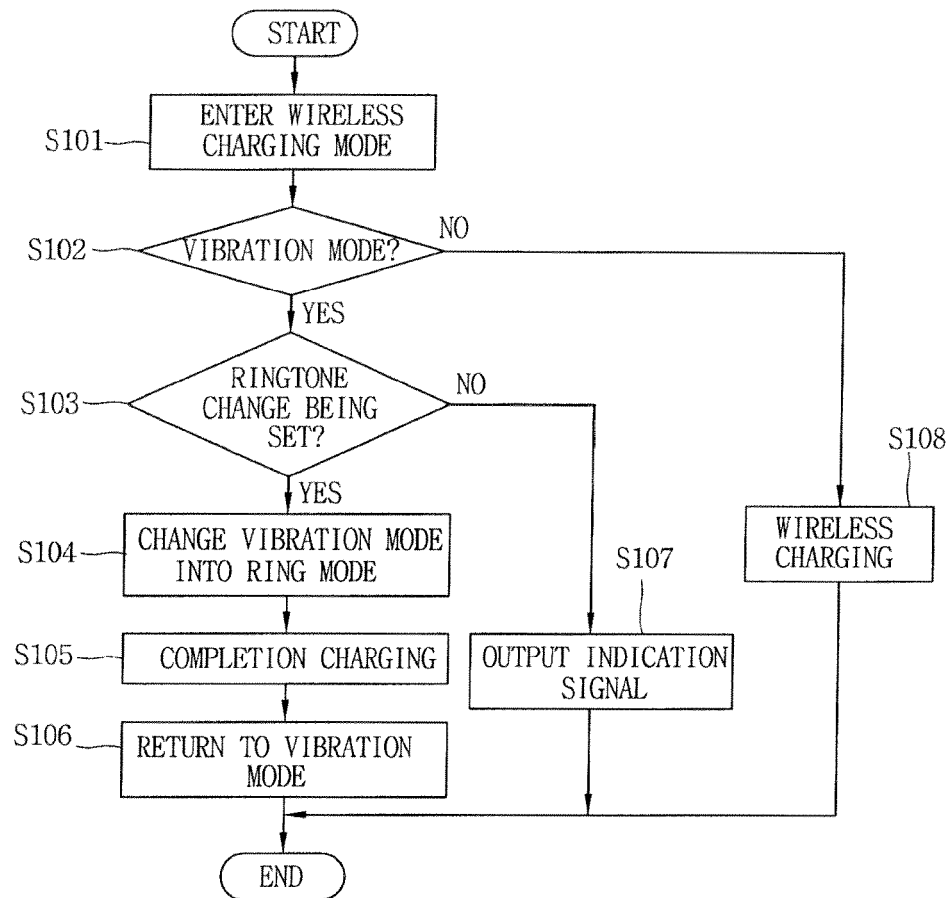 START
ENTER WIRELESS
CHARGING MODE
S101
S102
VIBRATION MODE?
NO
YES
S103
RINGTONE
CHANGE BEING
SET?
NO
YES
S104
CHANGE VIBRATION MODE
INTO RING MODE
S108
WIRELESS
CHARGING
S107
OUTPUT INDICATION
SIGNAL
S105
COMPLETION CHARGING
S106
RETURN TO VIBRATION
MODE
END